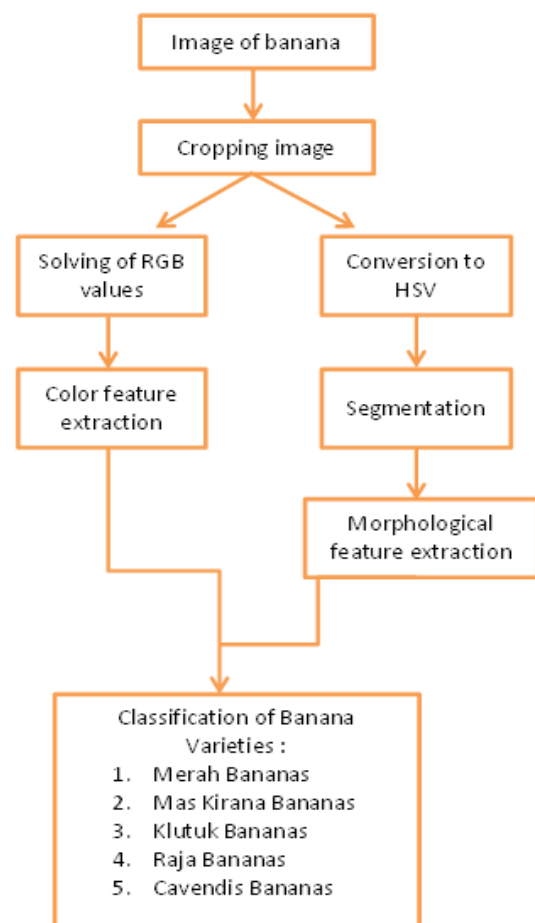 Image of banana
Cropping image
Solving of RGB
values
Conversion to
HSV
Color feature
extraction
Segmentation
Morphological
feature extraction
Classification of Banana
Varieties :
1. Merah Bananas
2. Mas Kirana Bananas
3. Klutuk Bananas
4. Raja Bananas
5. Cavendis Bananas